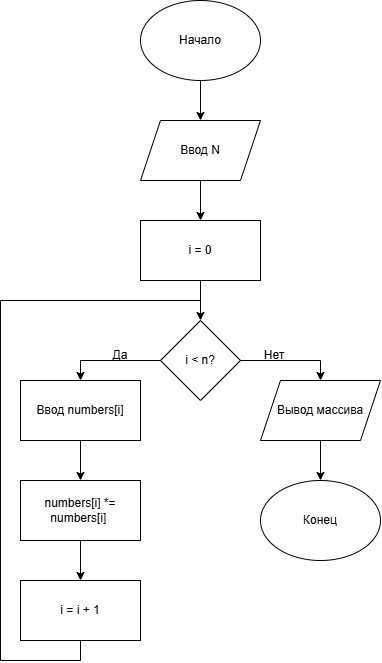 Начало
Ввод N
i = 0
i < n?
Да
Нет
Ввод numbers[i]
Вывод массива
numbers[i] *=
numbers[i]
Конец
i = i + 1